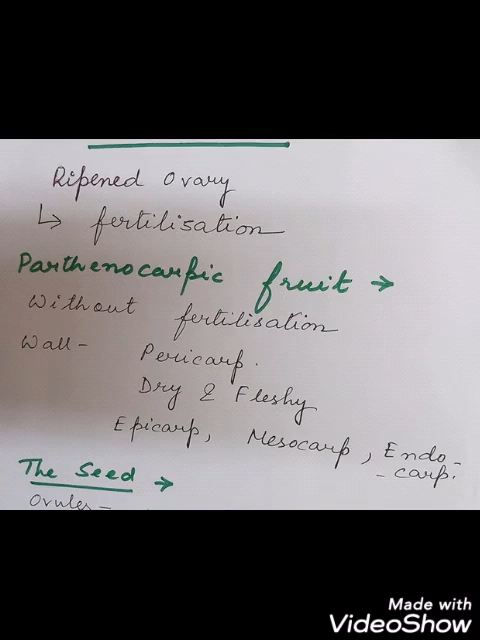 Ripened Ovary
↳ fertilisation
Parthenocarpic fruit →
Without fertilisation
Wall - Pericarp.
Dry & Fleshy
Epicarp, Mesocarp, Endo-
- carp.
The Seed →
Ovules -
Made with
VideoShow